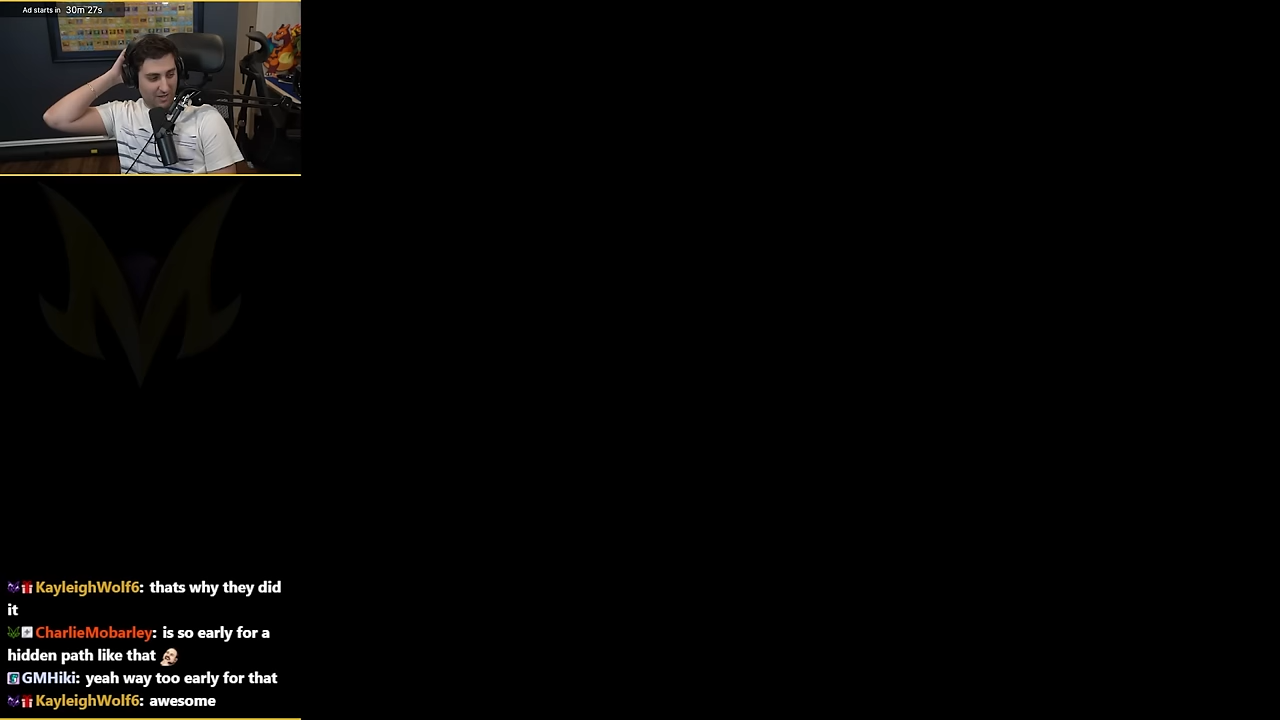 Ad starts in 30m 27s
KayleighWolf6: thats why they did
it
CharlieMobarley: is so early for a
hidden path like that
GMHiki: yeah way too early for that
KayleighWolf6: awesome